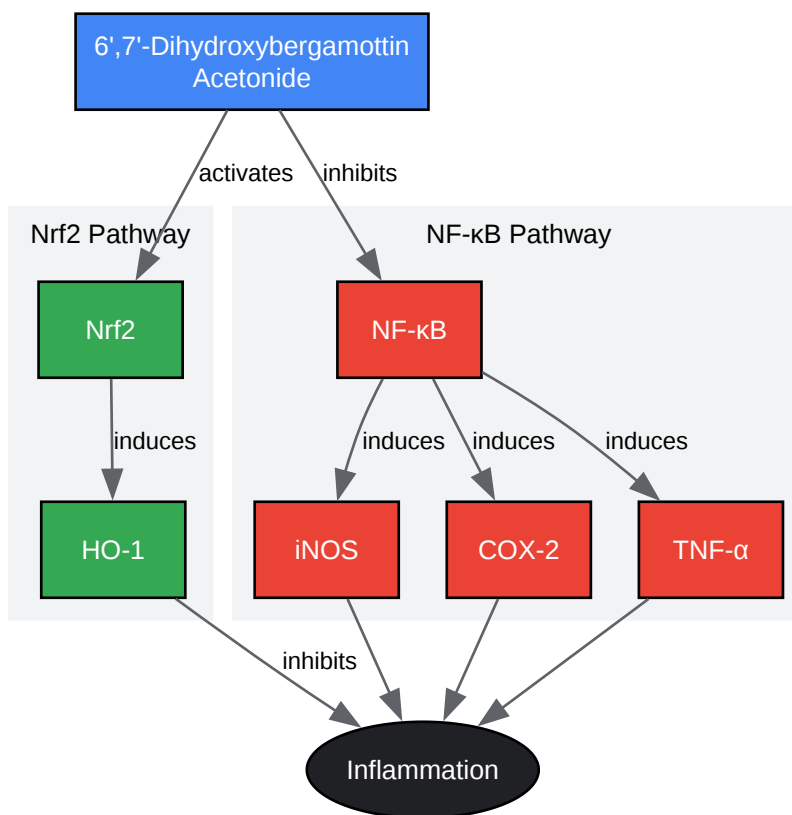 6',7'-Dihydroxybergamottin
Acetonide
activates
inhibits
Nrf2 Pathway
NF-κB Pathway
Nrf2
NF-κB
induces
induces
induces
induces
HO-1
iNOS
COX-2
TNF-α
inhibits
Inflammation